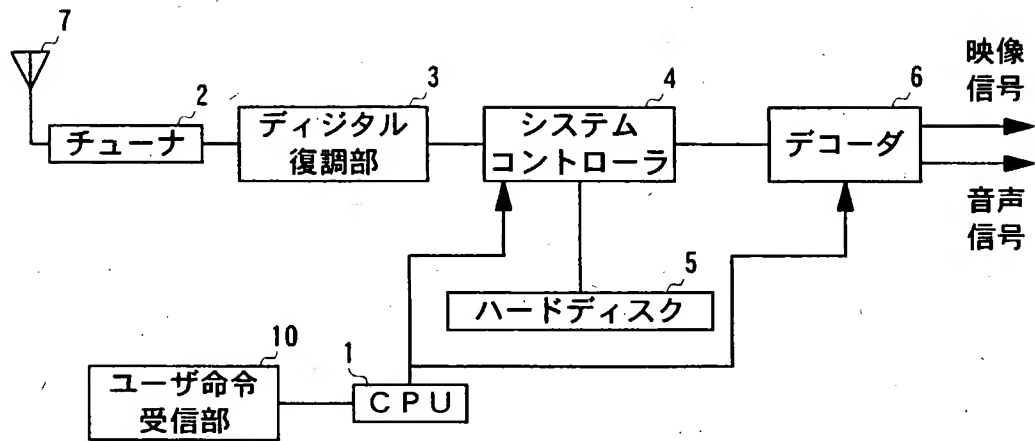 7
2
チューナ
3
ディジタル
復調部
4
システム
コントローラ
6
デコーダ
映像
信号
音声
信号
5
ハードディスク
10
ユーザ命令
受信部
1
CPU